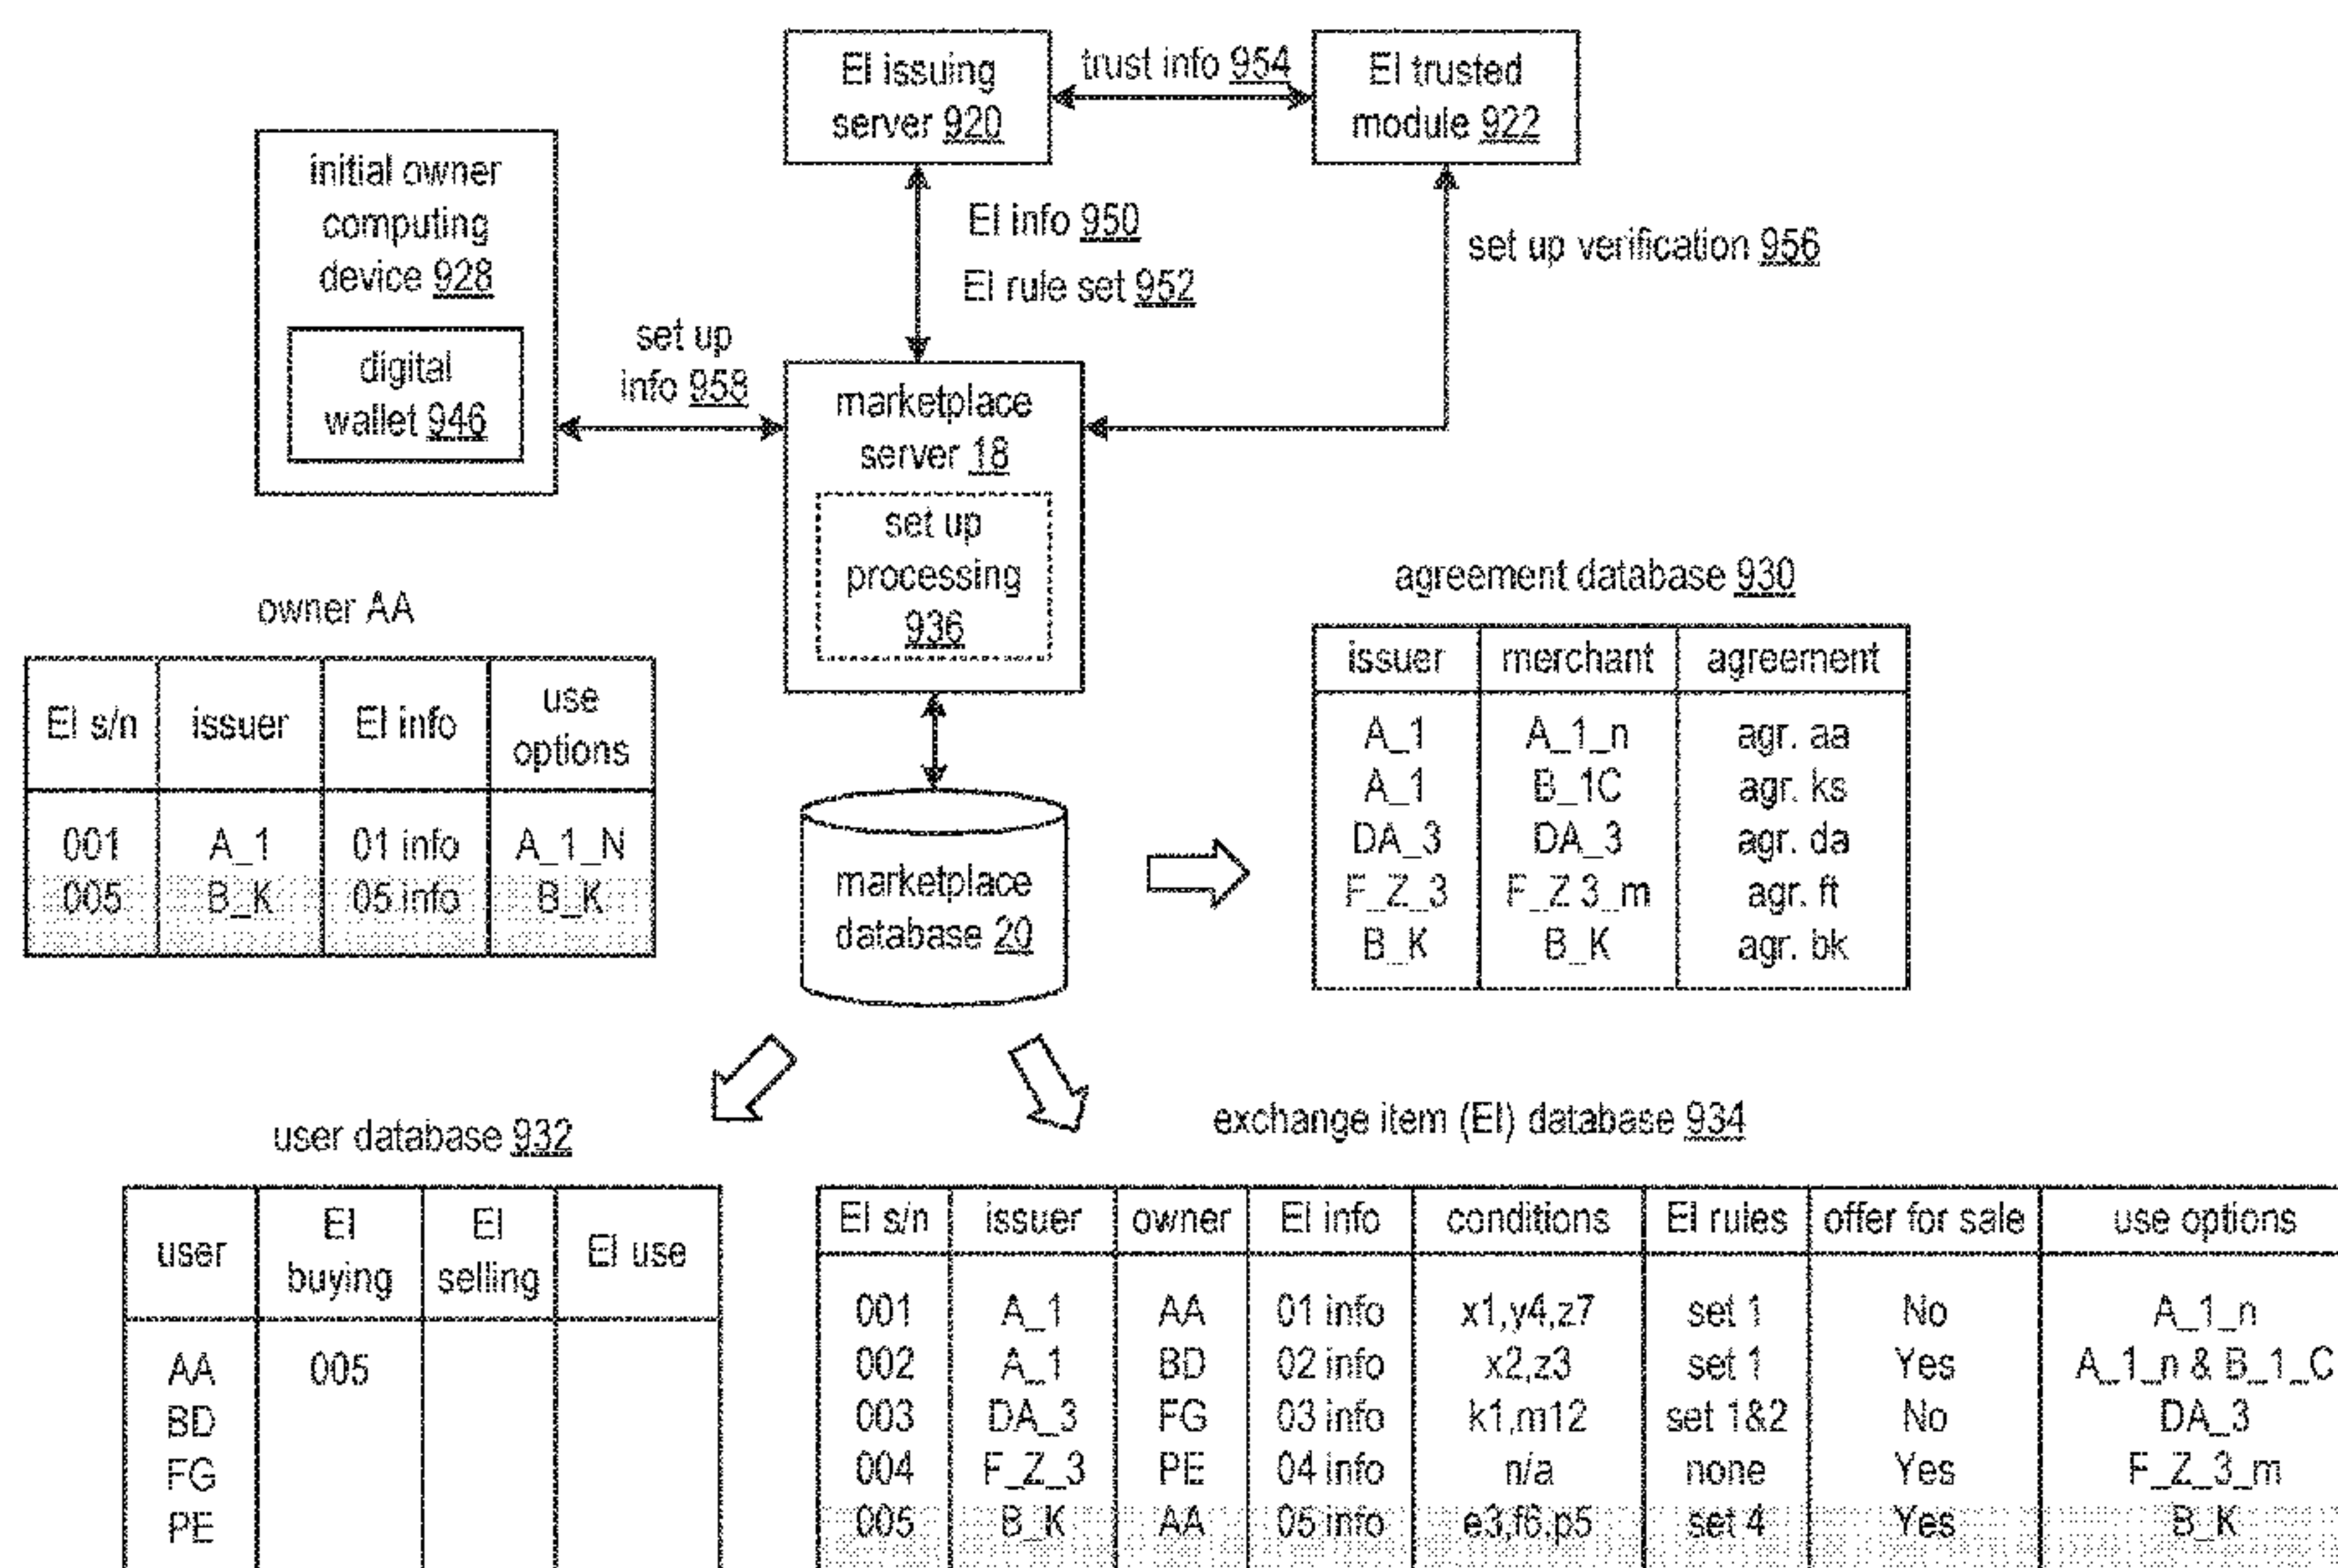 EI issuing
server 920
trust info 954
EI trusted
module 922
initial owner
computing
device 928
digital
wallet 946
set up
info 958
EI info 950
EI rule set 952
set up verification 956
marketplace
server 18
set up
processing
936
owner AA
EI s/n issuer EI info use options
001 A_1 01 info A_1_N
005 B_K 05 info B_K
marketplace
database 20
agreement database 930
issuer merchant agreement
A_1 A_1_n agr. aa
A_1 B_1C agr. ks
DA_3 DA_3 agr. da
F_Z_3 F_Z 3_m agr. ft
B_K B_K agr. bk
user database 932
user EI buying EI selling EI use
AA 005
BD
FG
PE
exchange item (EI) database 934
EI s/n issuer owner EI info conditions EI rules offer for sale use options
001 A_1 AA 01 info x1,y4,z7 set 1 No A_1_n
002 A_1 BD 02 info x2,z3 set 1 Yes A_1_n & B_1_C
003 DA_3 FG 03 info k1,m12 set 1&2 No DA_3
004 F_Z_3 PE 04 info n/a none Yes F_Z_3_m
005 B_K AA 05 info e3,f6,p5 set 4 Yes B_K